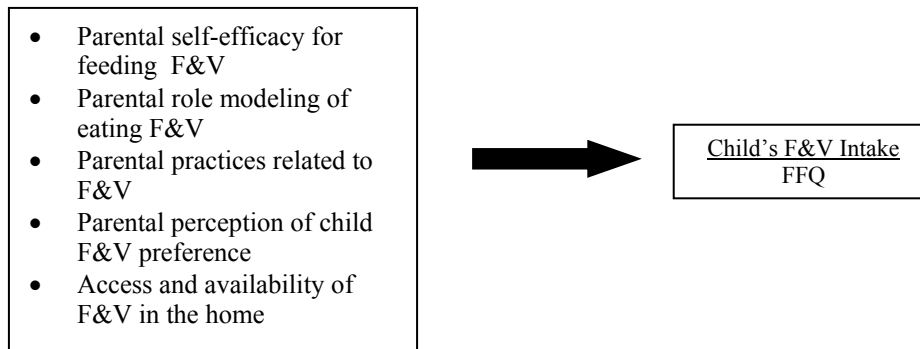 • Parental self-efficacy for
feeding F&V
• Parental role modeling of
eating F&V
• Parental practices related to
F&V
• Parental perception of child
F&V preference
• Access and availability of
F&V in the home
Child's F&V Intake
FFQ